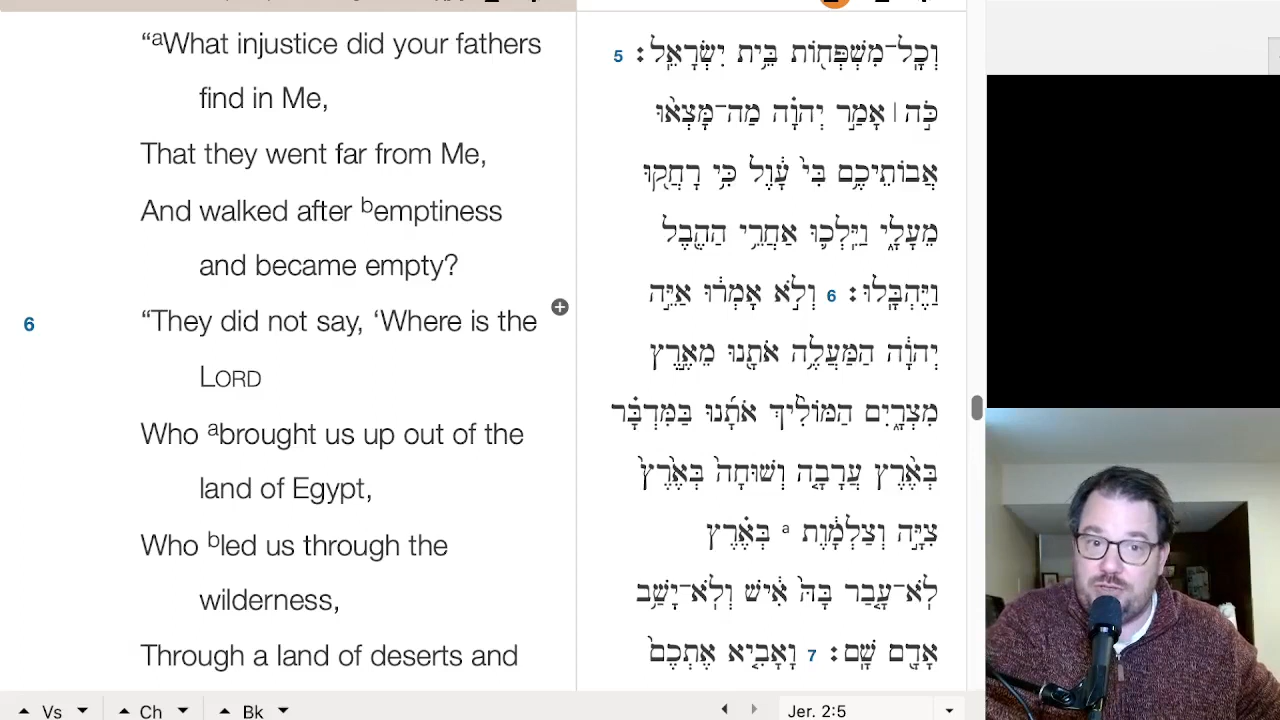 “ᵃWhat injustice did your fathers
find in Me,
That they went far from Me,
And walked after ᵇemptiness
and became empty?
6 “They did not say, ‘Where is the
LORD
Who ᵃbrought us up out of the
land of Egypt,
Who ᵇled us through the
wilderness,
Through a land of deserts and
וְכָֽל־מִשְׁפְּח֖וֹת בֵּ֥ית יִשְׂרָאֵֽל׃ 5
כֹּ֣ה׀ אָמַ֣ר יְהוָ֗ה מַה־מָּצְא֨וּ
אֲבוֹתֵיכֶ֥ם בִּי֙ עָ֔וֶל כִּ֥י רָחֲק֖וּ
מֵעָלָ֑י וַיֵּֽלְכ֛וּ אַחֲרֵ֥י הַהֶ֖בֶל
וַיֶּהְבָּֽלוּ׃ 6 וְלֹ֣א אָמְר֔וּ אַיֵּ֣ה
יְהוָ֔ה הַמַּעֲלֶ֥ה אֹתָ֖נוּ מֵאֶ֣רֶץ
מִצְרָ֑יִם הַמּוֹלִ֨יךְ אֹתָ֜נוּ בַּמִּדְבָּ֗ר
בְּאֶ֨רֶץ עֲרָבָ֤ה וְשׁוּחָה֙ בְּאֶ֙רֶץ֙
צִיָּ֣ה וְצַלְמָ֔וֶת ᵃ בְּאֶ֗רֶץ
לֹֽא־עָ֤בַר בָּהּ֙ אִ֔ישׁ וְלֹֽא־יָשַׁ֥ב
אָדָ֖ם שָֽׁם׃ 7 וָאָבִ֤יא אֶתְכֶם֙
Vs Ch Bk Jer. 2:5